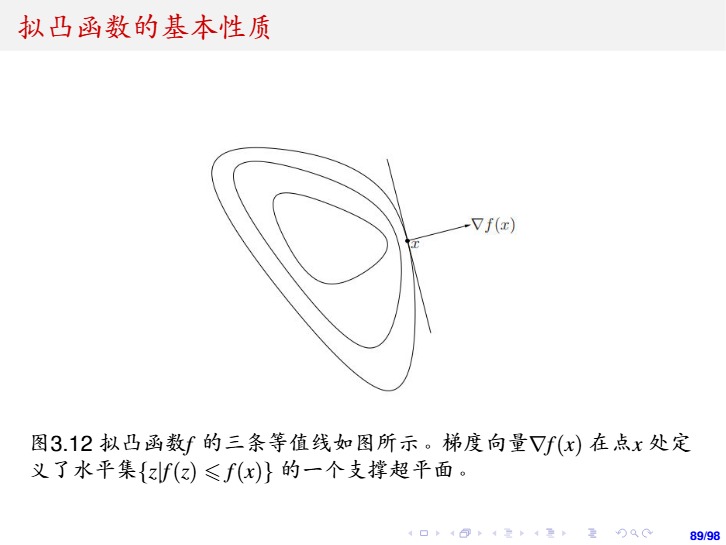 拟凸函数的基本性质
∇f(x)
x
图3.12 拟凸函数f 的三条等值线如图所示。梯度向量∇f(x) 在点x 处定
义了水平集{z|f(z) ⩽ f(x)} 的一个支撑超平面。
89/98